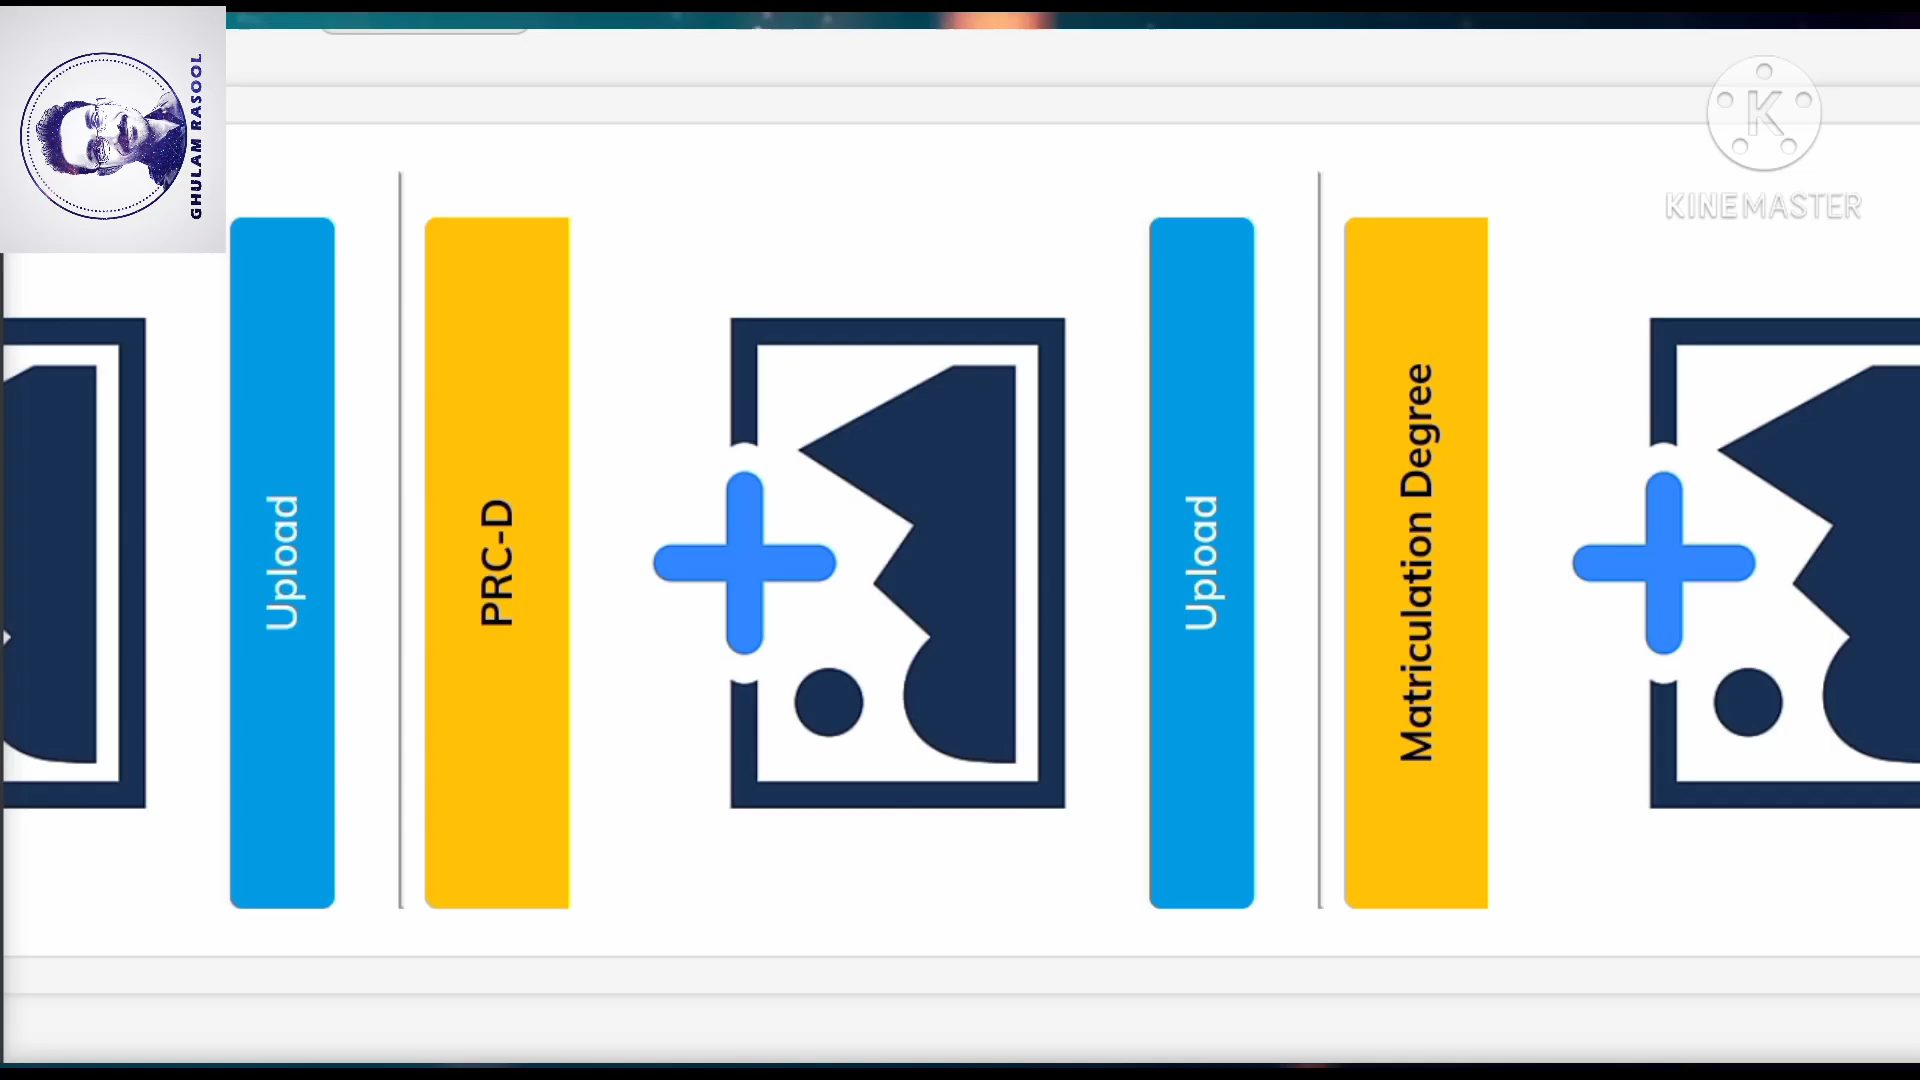 GHULAM RASOOL
KINEMASTER
Upload
PRC-D
Upload
Matriculation Degree